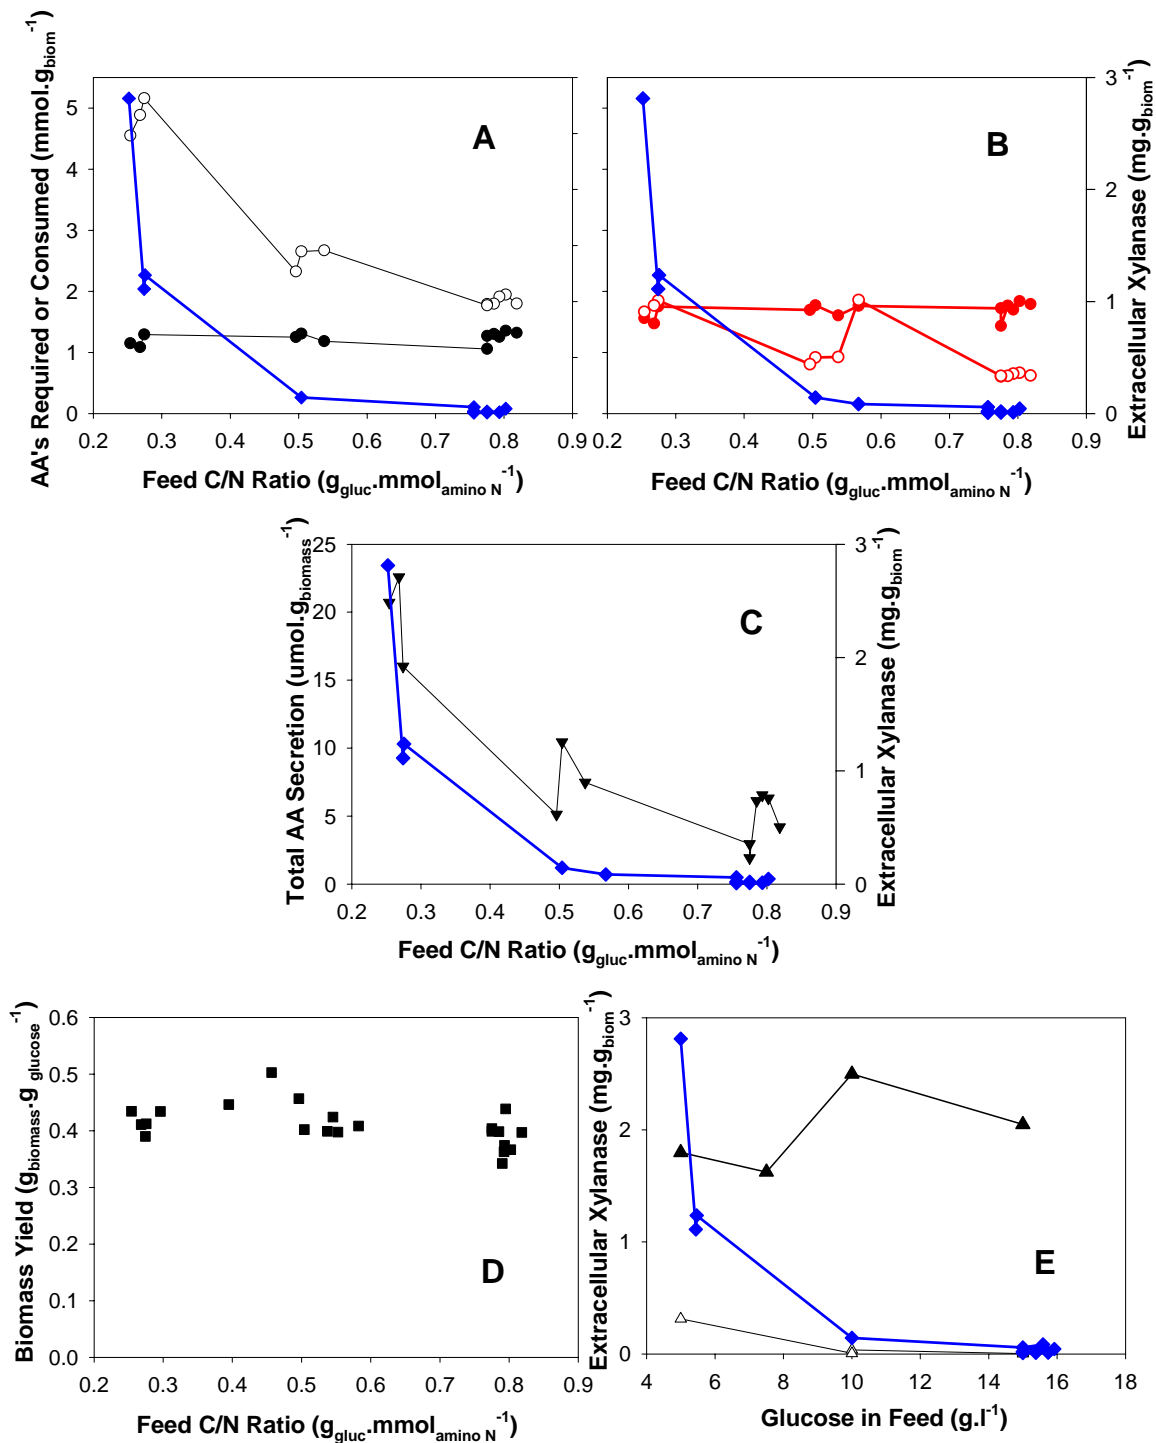 AA's Required or Consumed (mmol.g_biom^-1)
5
4
3
2
1
0
A
0.2 0.3 0.4 0.5 0.6 0.7 0.8 0.9
Feed C/N Ratio (g_gluc.mmol_amino N^-1)
B
3
2
1
0
Extracellular Xylanase (mg.g_biom^-1)
0.2 0.3 0.4 0.5 0.6 0.7 0.8 0.9
Feed C/N Ratio (g_gluc.mmol_amino N^-1)
Total AA Secretion (umol.g_biomass^-1)
25
20
15
10
5
0
C
3
2
1
0
Extracellular Xylanase (mg.g_biom^-1)
0.2 0.3 0.4 0.5 0.6 0.7 0.8 0.9
Feed C/N Ratio (g_gluc.mmol_amino N^-1)
Biomass Yield (g_biomass.g_glucose^-1)
0.6
0.5
0.4
0.3
0.2
0.1
0.0
D
0.2 0.3 0.4 0.5 0.6 0.7 0.8 0.9
Feed C/N Ratio (g_gluc.mmol_amino N^-1)
Extracellular Xylanase (mg.g_biom^-1)
3
2
1
0
E
4 6 8 10 12 14 16 18
Glucose in Feed (g.l^-1)